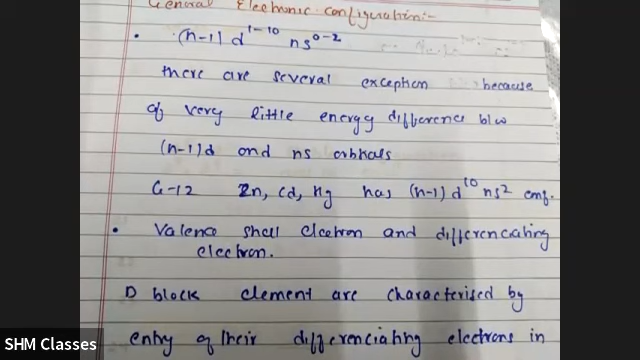 General Electronic configuration:-
• (n-1) d¹⁻¹⁰ ns⁰⁻²
there are several exception because
of very little energy difference b/w
(n-1)d and ns orbitals
G-12 Zn, Cd, Hg has (n-1) d¹⁰ ns² conf.
• Valence shell electron and differenciating
electron.
D block element are characterised by
entry of their differenciating electrons in
SHM Classes